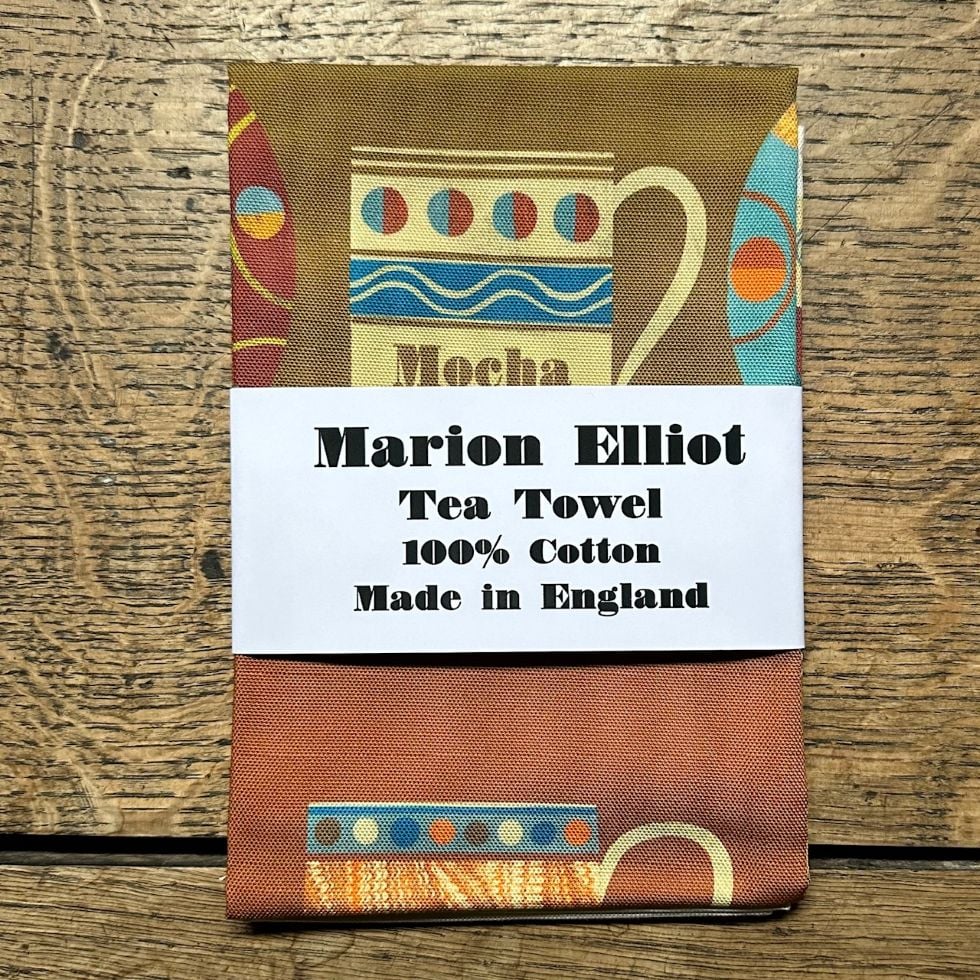 Mocha
Marion Elliot
Tea Towel
100% Cotton
Made in England